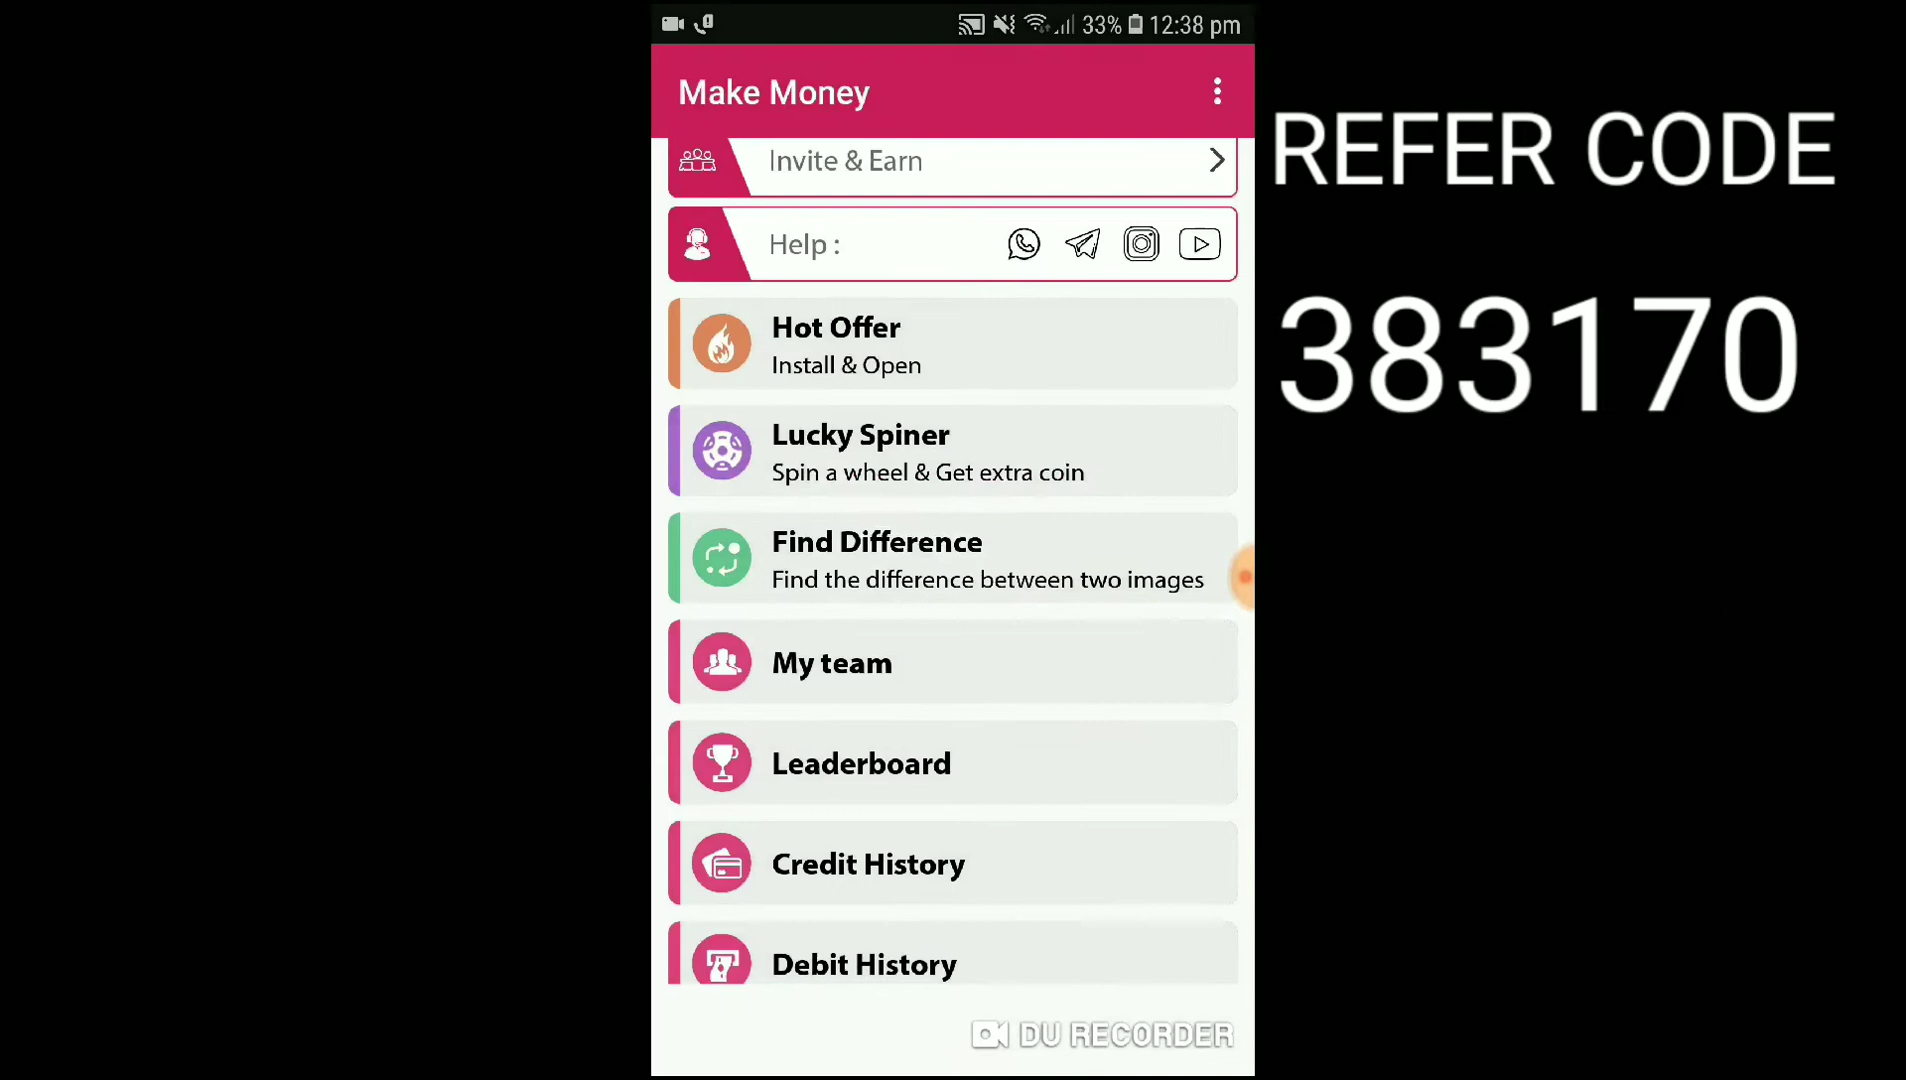 33% 12:38 pm
Make Money
Invite & Earn
Help :
Hot Offer
Install & Open
Lucky Spiner
Spin a wheel & Get extra coin
Find Difference
Find the difference between two images
My team
Leaderboard
Credit History
Debit History
DU RECORDER
REFER CODE
383170